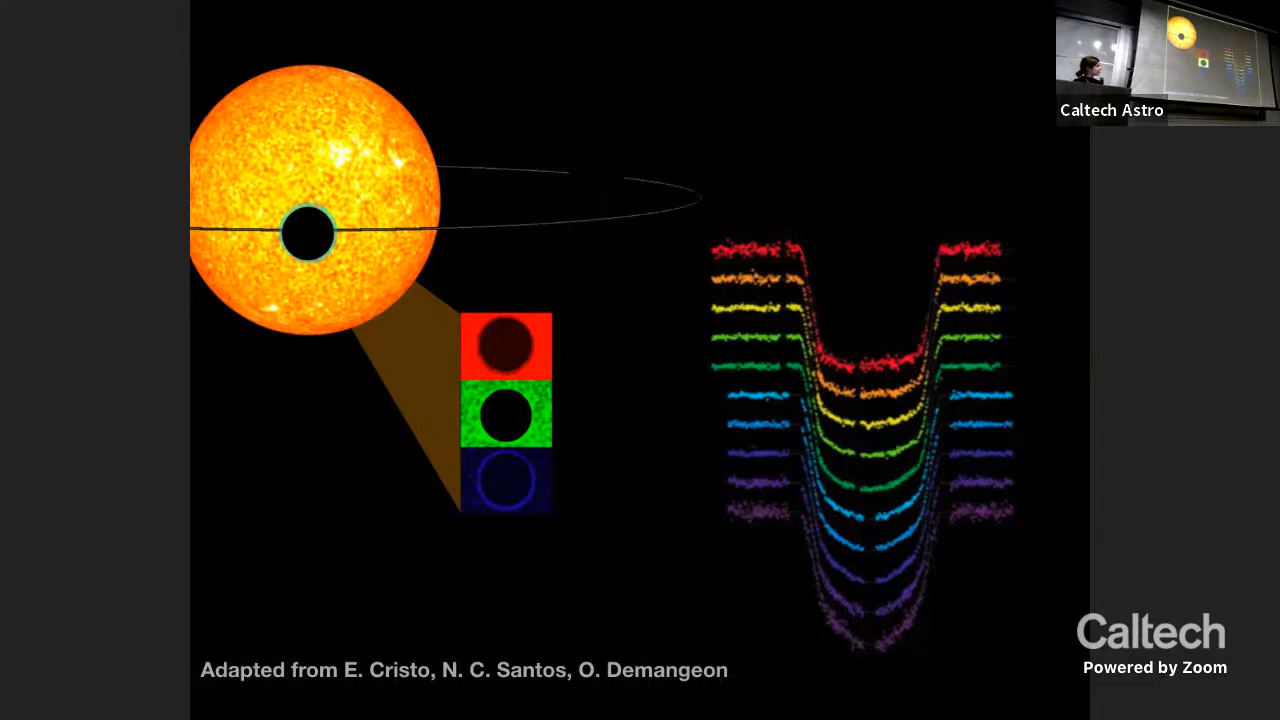 Caltech Astro
Adapted from E. Cristo, N. C. Santos, O. Demangeon
Caltech
Powered by Zoom